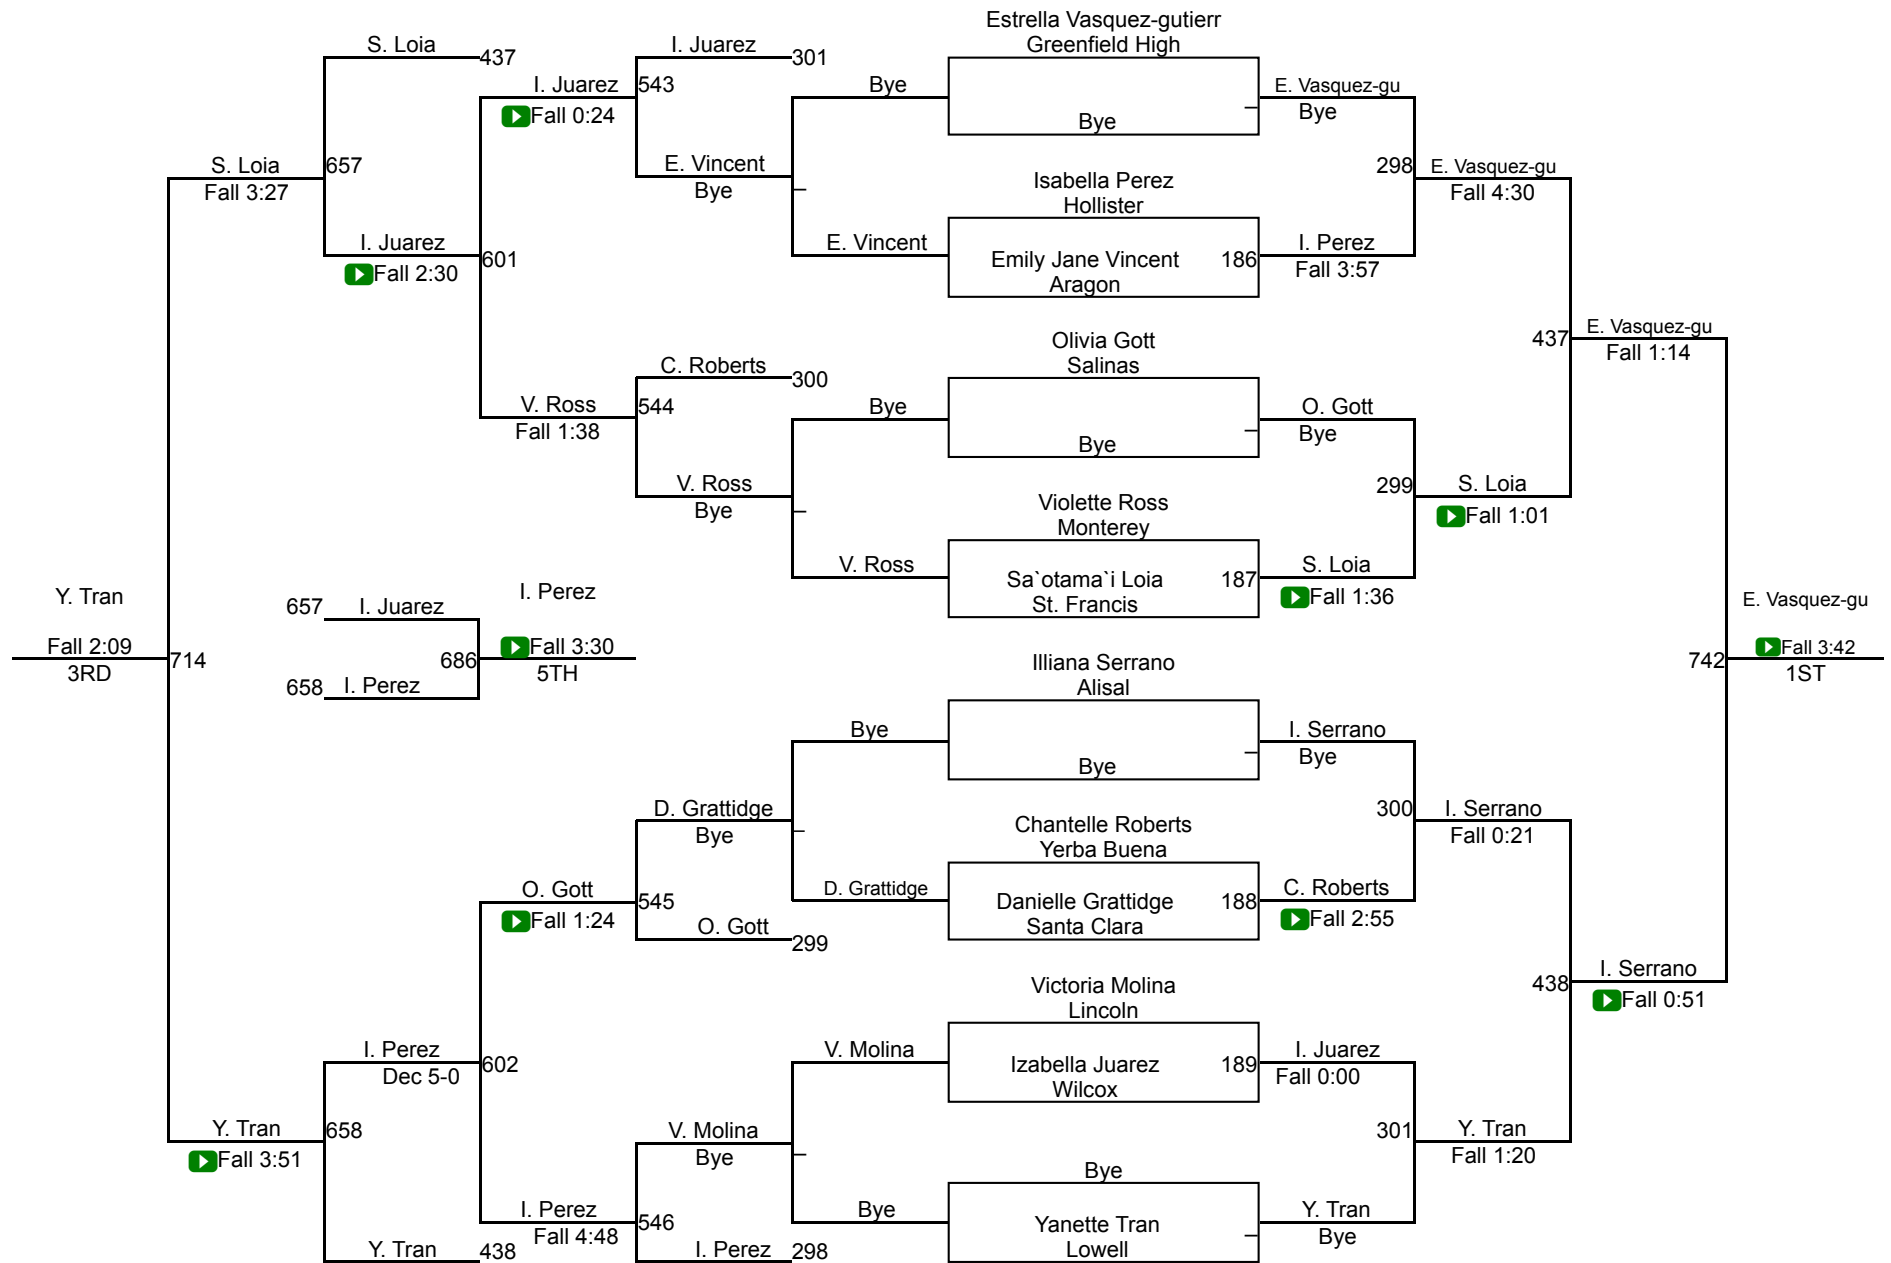 Estrella Vasquez-gutierr
Greenfield High
S. Loia
437
I. Juarez
301
I. Juarez
543
Fall 0:24
Bye
Bye
E. Vasquez-gu
Bye
S. Loia
657
Fall 3:27
E. Vincent
Bye
Isabella Perez
Hollister
298
E. Vasquez-gu
Fall 4:30
I. Juarez
Fall 2:30
601
E. Vincent
Emily Jane Vincent
Aragon
186
I. Perez
Fall 3:57
Olivia Gott
Salinas
437
E. Vasquez-gu
Fall 1:14
C. Roberts
300
V. Ross
544
Fall 1:38
Bye
Bye
O. Gott
Bye
V. Ross
Bye
Violette Ross
Monterey
299
S. Loia
Fall 1:01
V. Ross
Sa`otama`i Loia
St. Francis
187
S. Loia
Fall 1:36
Y. Tran
Fall 2:09
3RD
714
657
I. Juarez
658
I. Perez
686
I. Perez
Fall 3:30
5TH
E. Vasquez-gu
742
Fall 3:42
1ST
Illiana Serrano
Alisal
Bye
Bye
I. Serrano
Bye
D. Grattidge
Bye
Chantelle Roberts
Yerba Buena
300
I. Serrano
Fall 0:21
O. Gott
Fall 1:24
545
D. Grattidge
Danielle Grattidge
Santa Clara
188
C. Roberts
Fall 2:55
O. Gott
299
Victoria Molina
Lincoln
438
I. Serrano
Fall 0:51
I. Perez
Dec 5-0
602
V. Molina
Izabella Juarez
Wilcox
189
I. Juarez
Fall 0:00
Y. Tran
Fall 3:51
658
V. Molina
Bye
301
Y. Tran
Fall 1:20
Bye
I. Perez
Fall 4:48
546
Bye
Yanette Tran
Lowell
Y. Tran
Bye
Y. Tran
438
I. Perez
298